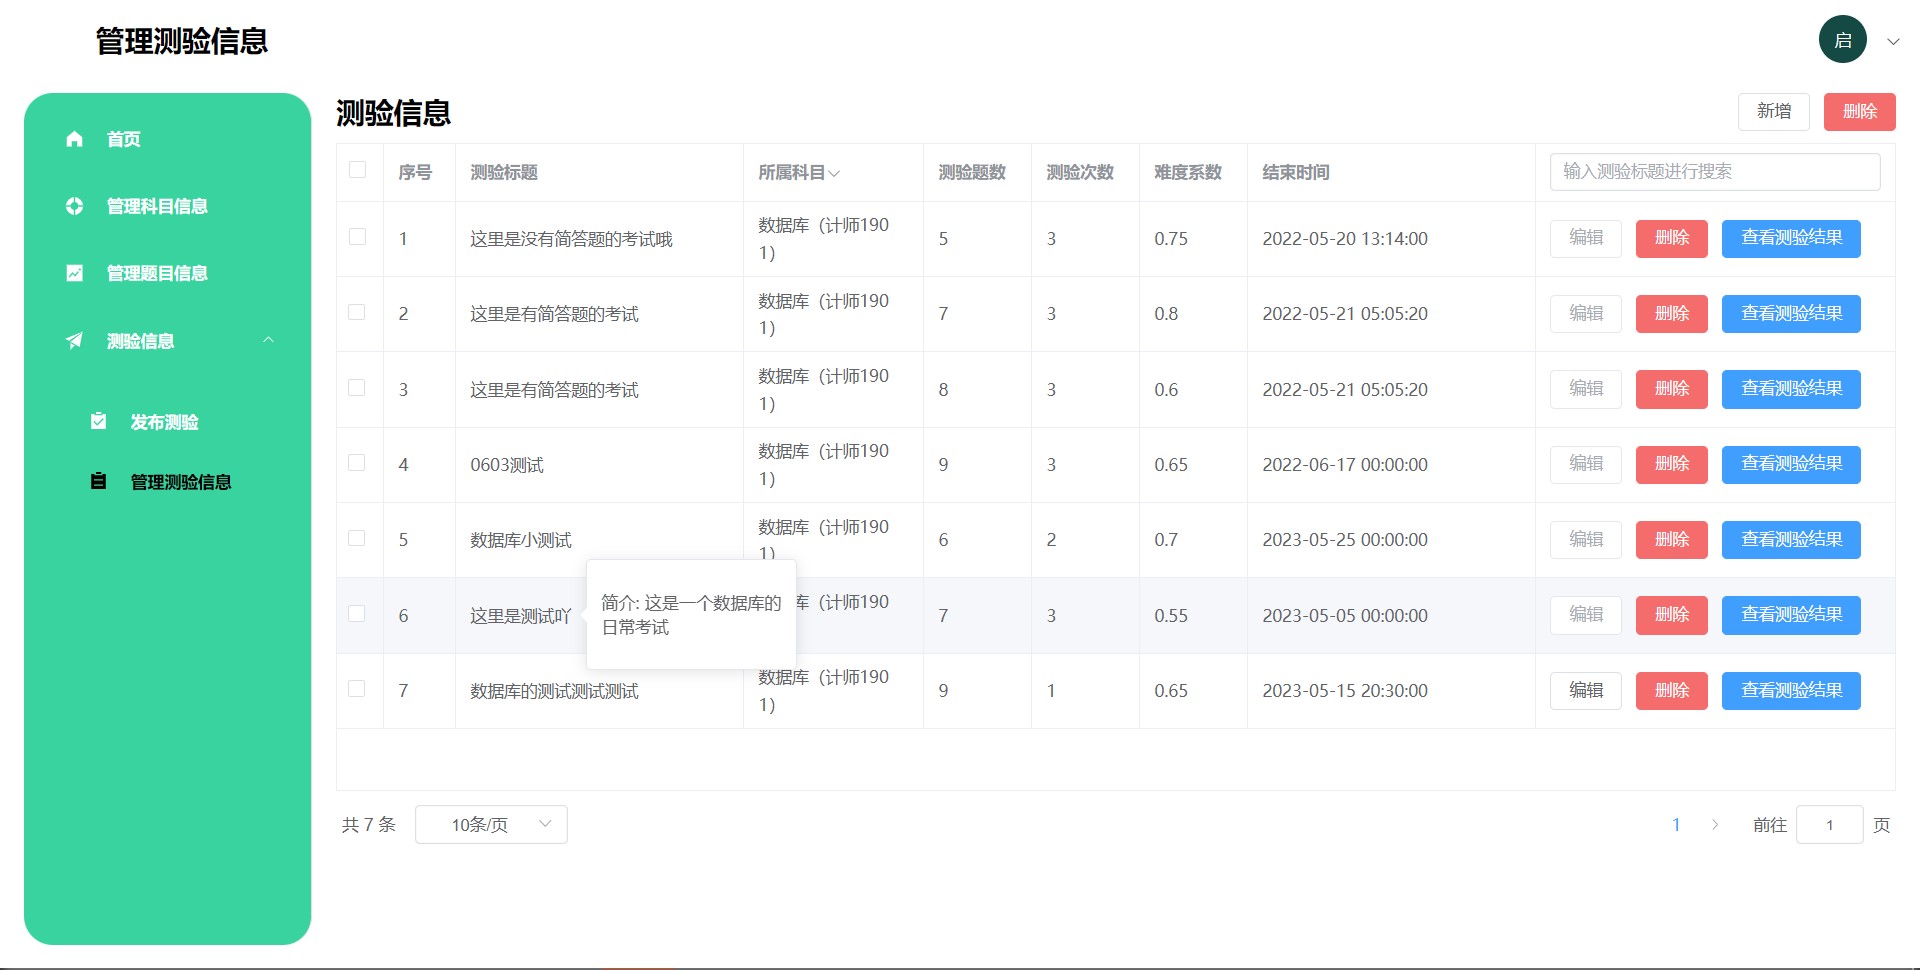 管理测验信息
启
首页
管理科目信息
管理题目信息
测验信息
发布测验
管理测验信息
测验信息
新增 删除
序号 测验标题 所属科目 测验题数 测验次数 难度系数 结束时间 输入测验标题进行搜索
1 这里是没有简答题的考试哦 数据库（计师190 5 3 0.75 2022-05-20 13:14:00 编辑 删除 查看测验结果
1）
2 这里是有简答题的考试 数据库（计师190 7 3 0.8 2022-05-21 05:05:20 编辑 删除 查看测验结果
1）
3 这里是有简答题的考试 数据库（计师190 8 3 0.6 2022-05-21 05:05:20 编辑 删除 查看测验结果
1）
4 0603测试 数据库（计师190 9 3 0.65 2022-06-17 00:00:00 编辑 删除 查看测验结果
1）
5 数据库小测试 数据库（计师190 6 2 0.7 2023-05-25 00:00:00 编辑 删除 查看测验结果
1）
6 这里是测试吖 库（计师190 7 3 0.55 2023-05-05 00:00:00 编辑 删除 查看测验结果
简介: 这是一个数据库的
日常考试
7 数据库的测试测试测试 数据库（计师190 9 1 0.65 2023-05-15 20:30:00 编辑 删除 查看测验结果
1）
共 7 条 10条/页 1 前往 1 页